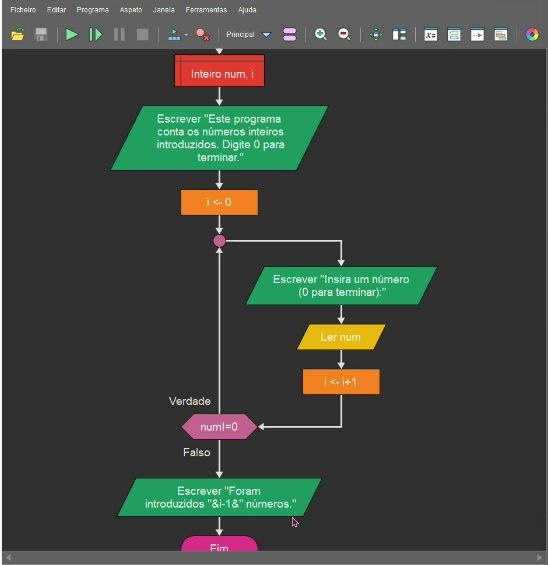 Ficheiro Editar Programa Aspeto Janela Ferramentas Ajuda
Principal
Inteiro num, i
Escrever "Este programa
conta os números inteiros
introduzidos. Digite 0 para
terminar."
i <- 0
Escrever "Insira um número
(0 para terminar):"
Ler num
i <- i+1
Verdade
num!=0
Falso
Escrever "Foram
introduzidos "&i-1&" números."
Fim